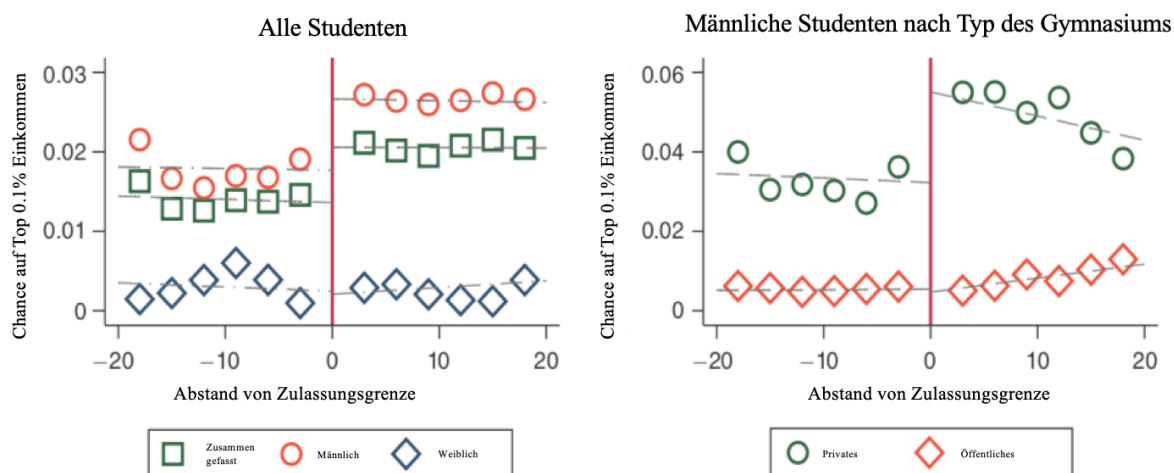 Alle Studenten
Chance auf Top 0.1% Einkommen
0.03
0.02
0.01
0
−20
−10
0
10
20
Abstand von Zulassungsgrenze
Zusammen
gefasst
Männlich
Weiblich
Männliche Studenten nach Typ des Gymnasiums
Chance auf Top 0.1% Einkommen
0.06
0.04
0.02
0
−20
−10
0
10
20
Abstand von Zulassungsgrenze
Privates
Öffentliches